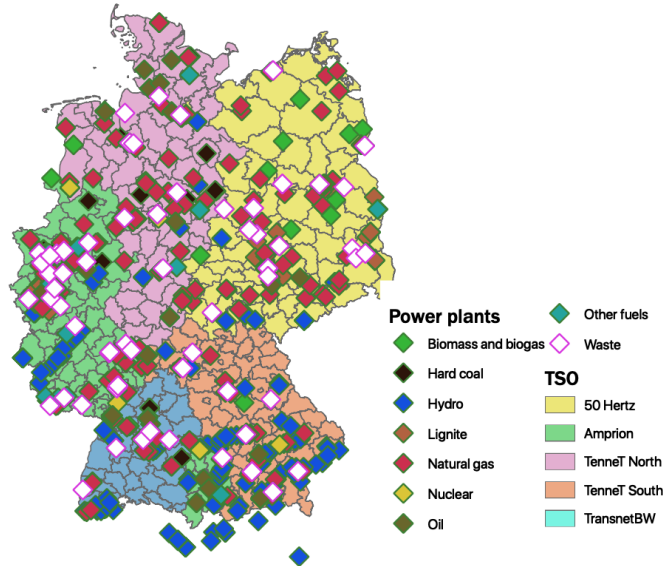 Power plants
Biomass and biogas
Hard coal
Hydro
Lignite
Natural gas
Nuclear
Oil
Other fuels
Waste
TSO
50 Hertz
Amprion
TenneT North
TenneT South
TransnetBW